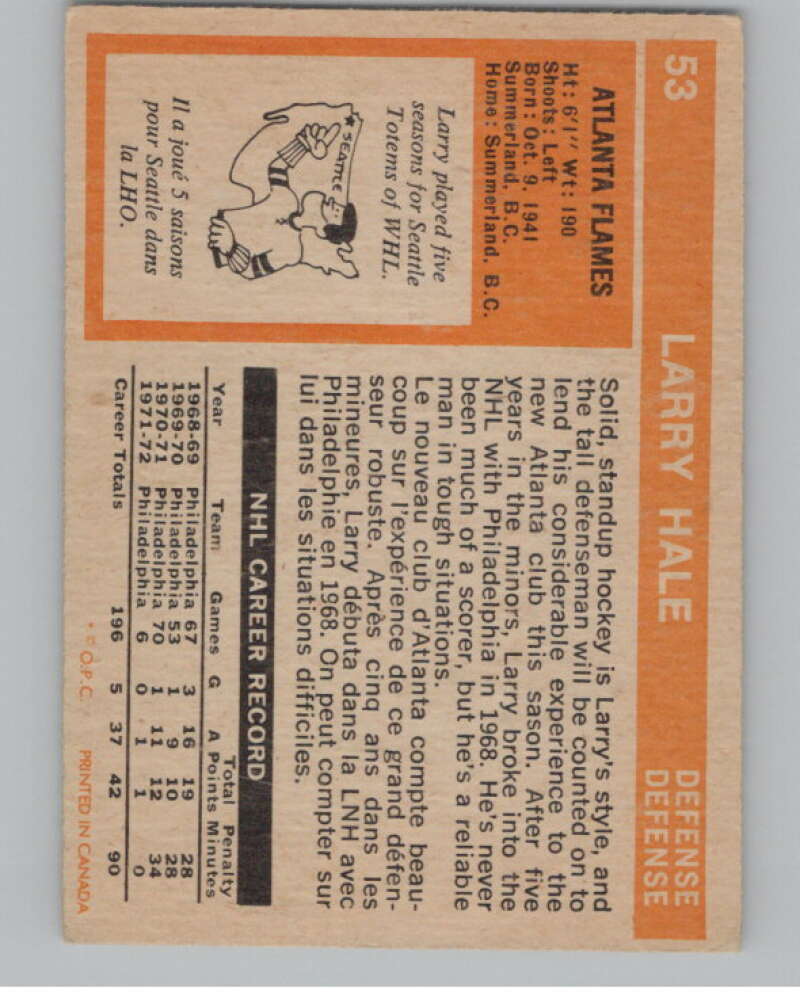 53 LARRY HALE DEFENSE
DEFENSE
ATLANTA FLAMES
Ht: 6'1" Wt: 190
Shoots: Left
Born: Oct. 9, 1941
Summerland, B.C.
Home: Summerland, B.C.
Larry played five
seasons for Seattle
Totems of WHL.
SEATTLE
Il a joué 5 saisons
pour Seattle dans
la LHO.
Solid, standup hockey is Larry's style, and
the tall defenseman will be counted on to
lend his considerable experience to the
new Atlanta club this sason. After five
years in the minors, Larry broke into the
NHL with Philadelphia in 1968. He's never
been much of a scorer, but he's a reliable
man in tough situations.
Le nouveau club d'Atlanta compte beau-
coup sur l'expérience de ce grand défen-
seur robuste. Après cinq ans dans les
mineures, Larry débuta dans la LNH avec
Philadelphie en 1968. On peut compter sur
lui dans les situations difficiles.
NHL CAREER RECORD
Total Penalty
Year Team Games G A Points Minutes
1968-69 Philadelphia 67 3 16 19 28
1969-70 Philadelphia 53 1 9 10 28
1970-71 Philadelphia 70 1 11 12 34
1971-72 Philadelphia 6 0 1 1 0
Career Totals 196 5 37 42 90
* © O.P.C. PRINTED IN CANADA